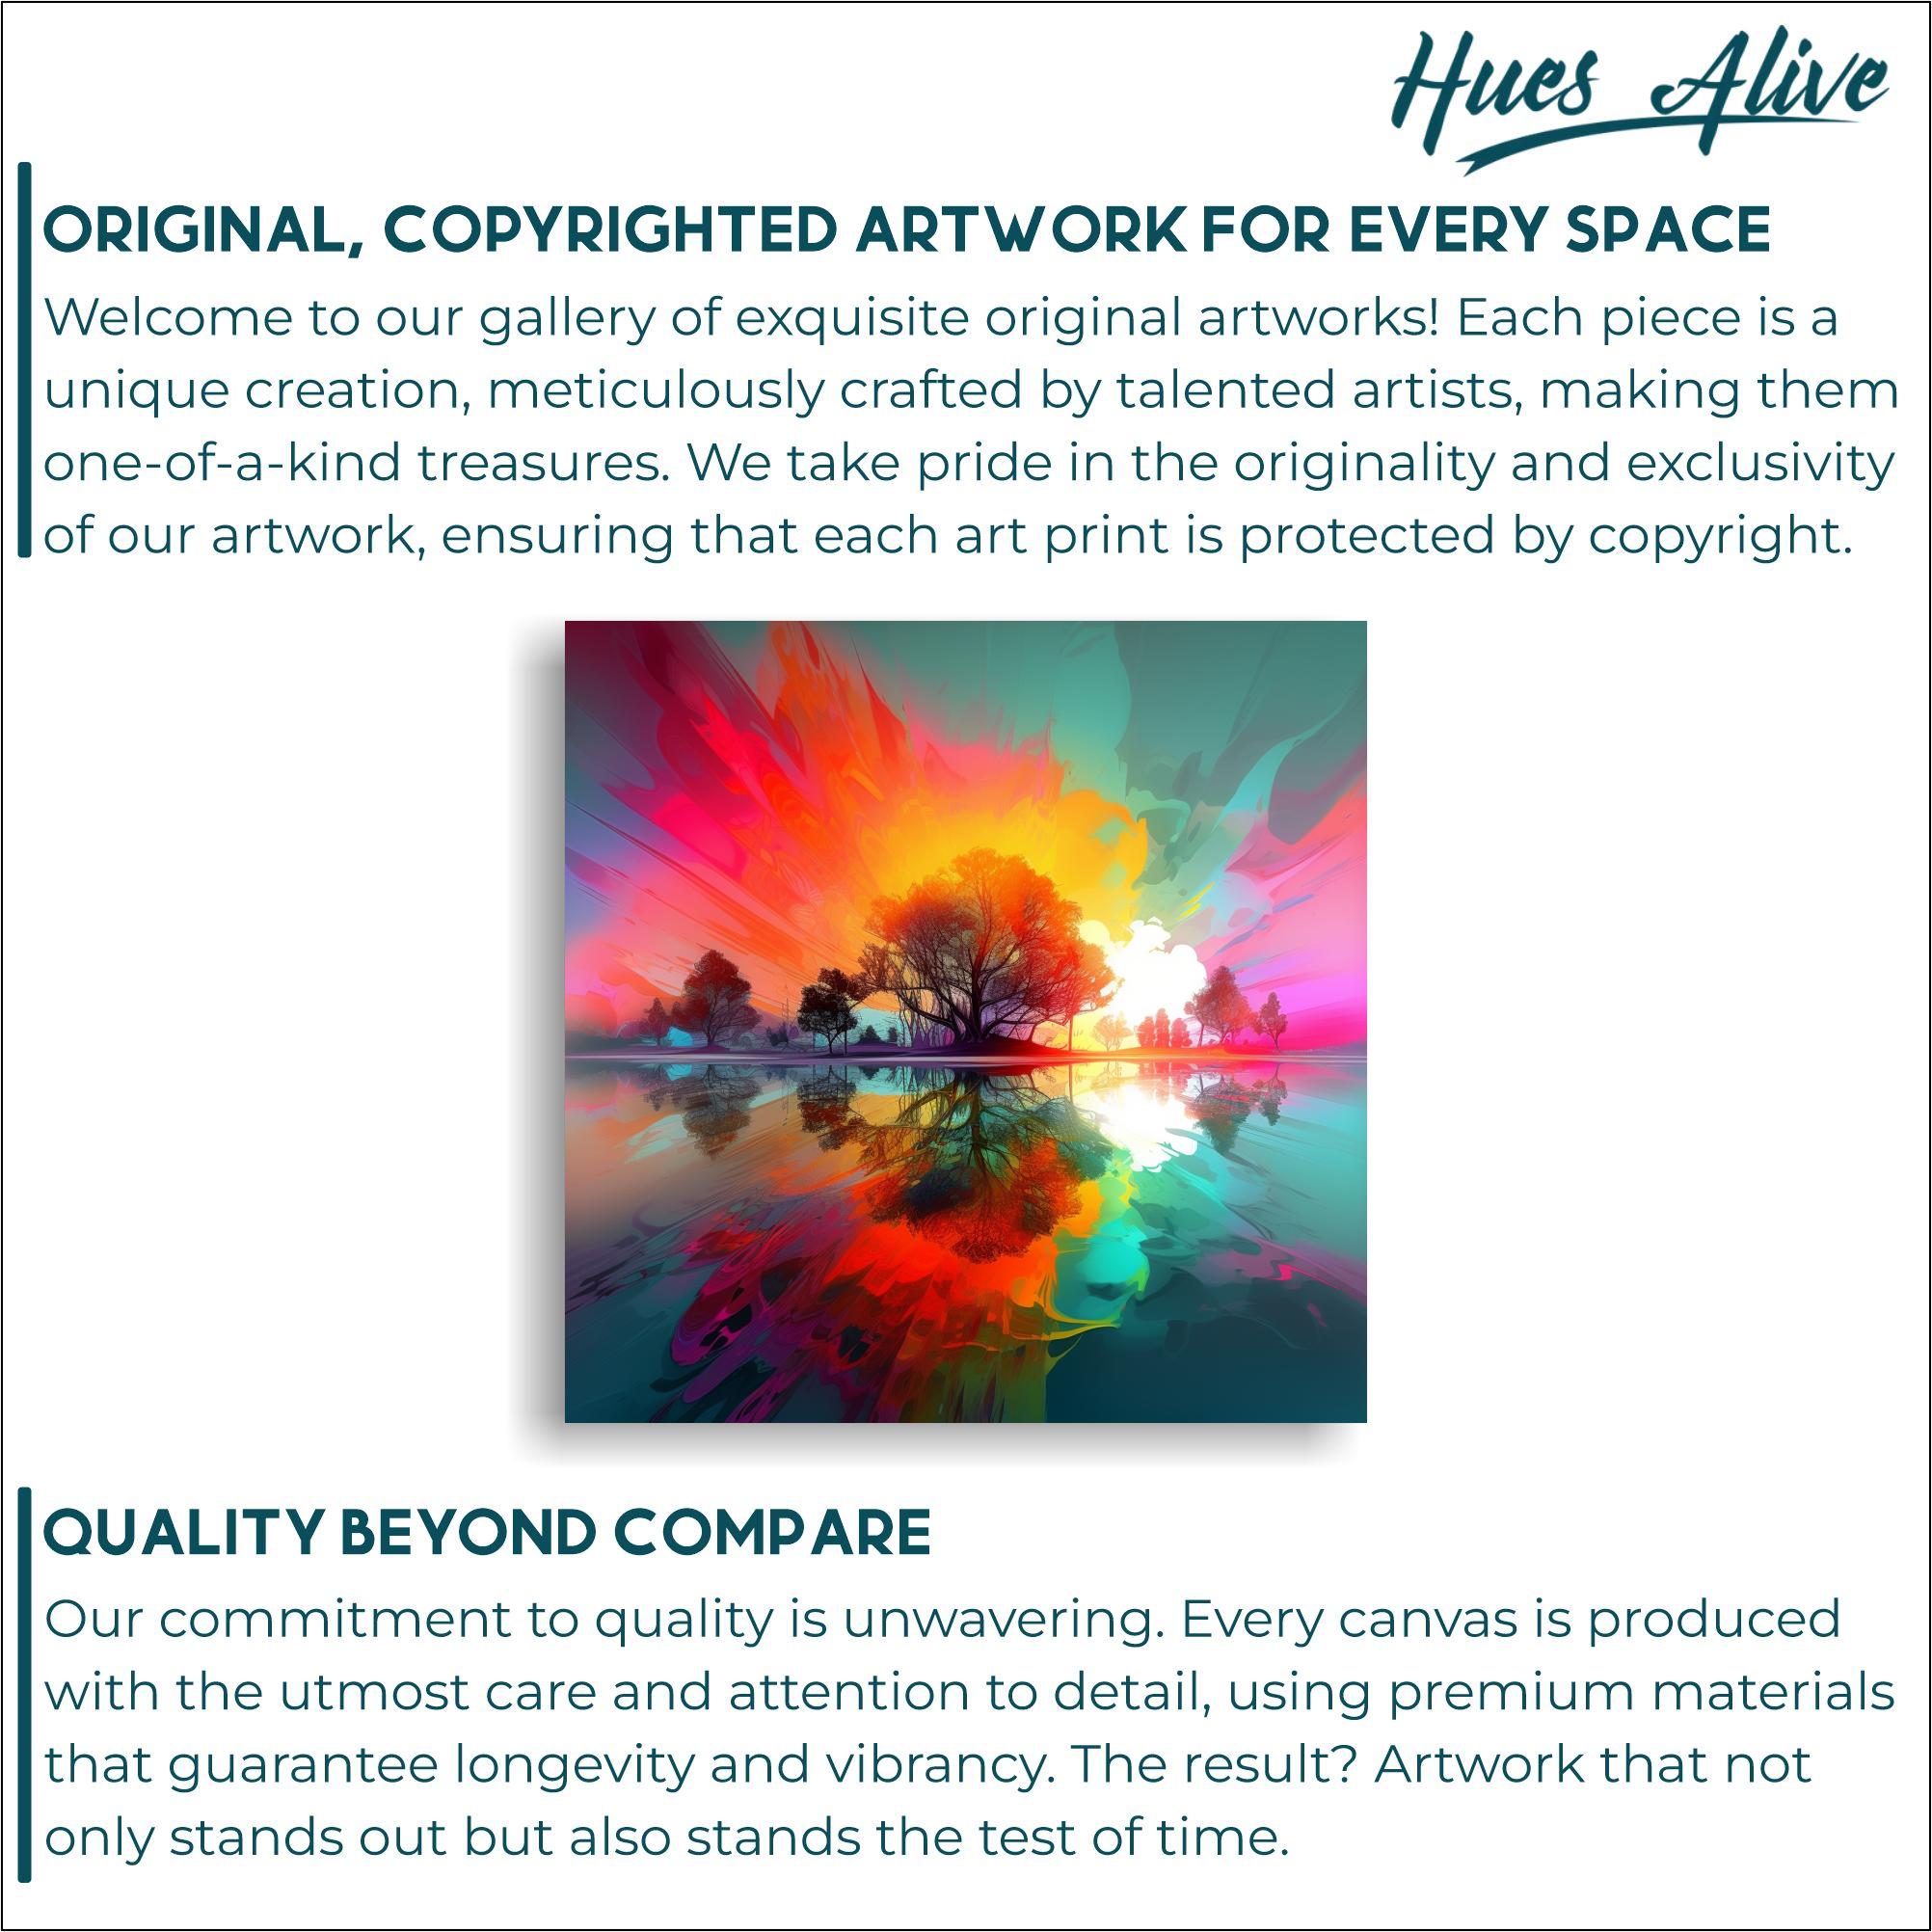 Hues Alive
ORIGINAL, COPYRIGHTED ARTWORK FOR EVERY SPACE
Welcome to our gallery of exquisite original artworks! Each piece is a
unique creation, meticulously crafted by talented artists, making them
one-of-a-kind treasures. We take pride in the originality and exclusivity
of our artwork, ensuring that each art print is protected by copyright.
QUALITY BEYOND COMPARE
Our commitment to quality is unwavering. Every canvas is produced
with the utmost care and attention to detail, using premium materials
that guarantee longevity and vibrancy. The result? Artwork that not
only stands out but also stands the test of time.